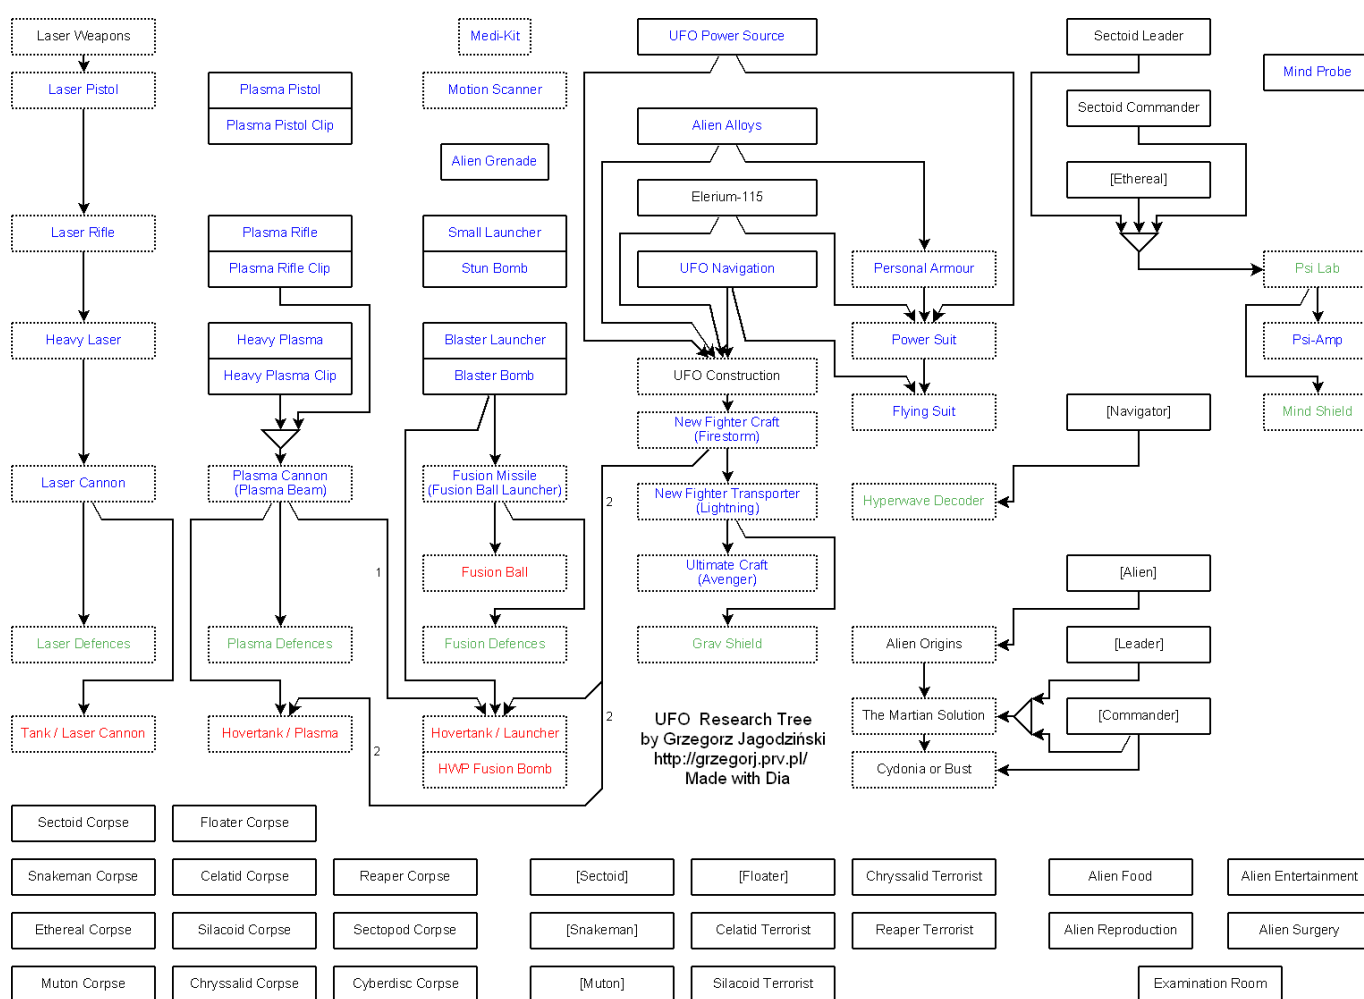 Laser Weapons
Medi-Kit
UFO Power Source
Sectoid Leader
Mind Probe
Laser Pistol
Plasma Pistol
Motion Scanner
Sectoid Commander
Plasma Pistol Clip
Alien Alloys
Alien Grenade
[Ethereal]
Elerium-115
Laser Rifle
Plasma Rifle
Small Launcher
Plasma Rifle Clip
Stun Bomb
UFO Navigation
Personal Armour
Psi Lab
Heavy Laser
Heavy Plasma
Blaster Launcher
Power Suit
Psi-Amp
Heavy Plasma Clip
Blaster Bomb
UFO Construction
Flying Suit
[Navigator]
Mind Shield
New Fighter Craft
(Firestorm)
Laser Cannon
Plasma Cannon
(Plasma Beam)
Fusion Missile
(Fusion Ball Launcher)
2
New Fighter Transporter
(Lightning)
Hyperwave Decoder
1
Fusion Ball
Ultimate Craft
(Avenger)
[Alien]
Laser Defences
Plasma Defences
Fusion Defences
Grav Shield
Alien Origins
[Leader]
2
The Martian Solution
[Commander]
Tank / Laser Cannon
Hovertank / Plasma
2
Hovertank / Launcher
HWP Fusion Bomb
UFO Research Tree
by Grzegorz Jagodziński
http://grzegorj.prv.pl/
Made with Dia
Cydonia or Bust
Sectoid Corpse
Floater Corpse
Snakeman Corpse
Celatid Corpse
Reaper Corpse
[Sectoid]
[Floater]
Chryssalid Terrorist
Alien Food
Alien Entertainment
Ethereal Corpse
Silacoid Corpse
Sectopod Corpse
[Snakeman]
Celatid Terrorist
Reaper Terrorist
Alien Reproduction
Alien Surgery
Muton Corpse
Chryssalid Corpse
Cyberdisc Corpse
[Muton]
Silacoid Terrorist
Examination Room